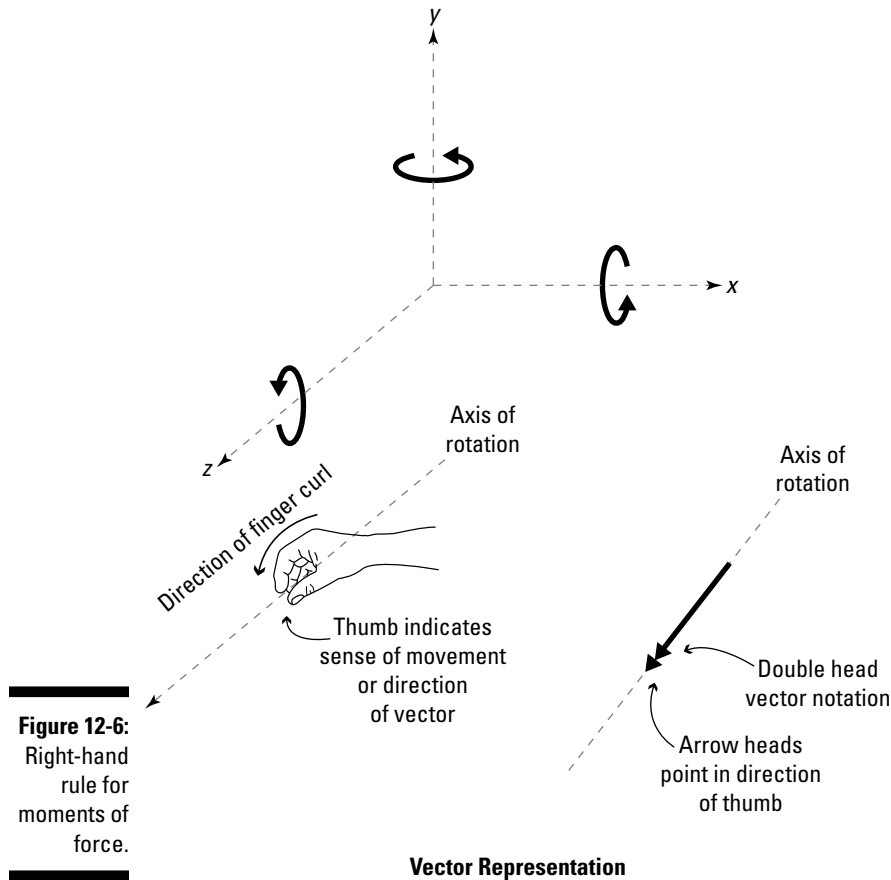 y
x
z
Axis of
rotation
Direction of finger curl
Thumb indicates
sense of movement
or direction
of vector
Axis of
rotation
Double head
vector notation
Arrow heads
point in direction
of thumb
Figure 12-6:
Right-hand
rule for
moments of
force.
Vector Representation